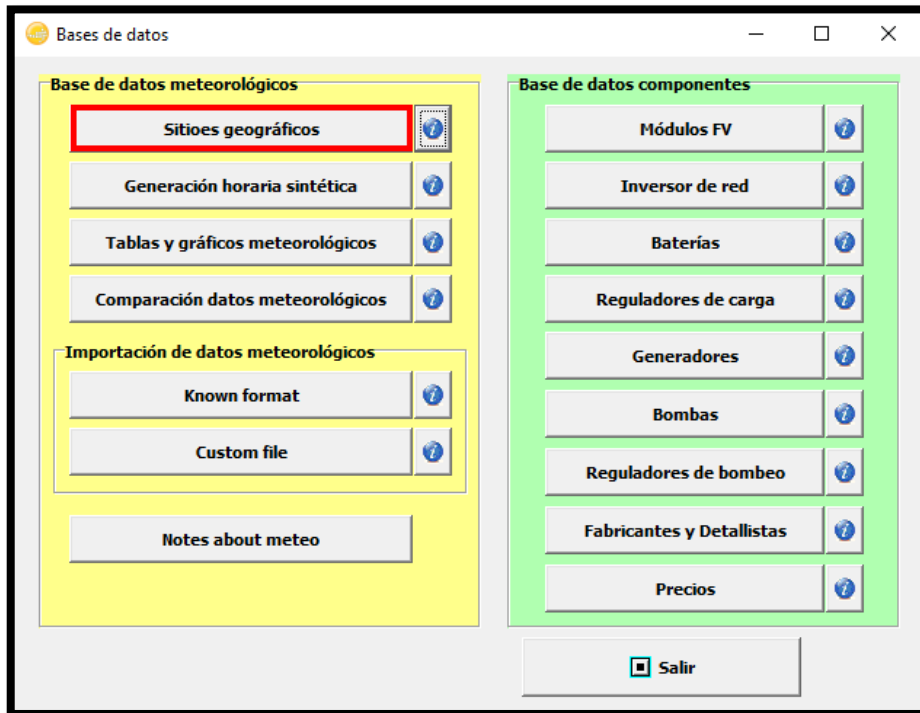 Bases de datos
Base de datos meteorológicos
Sitioes geográficos
Generación horaria sintética
Tablas y gráficos meteorológicos
Comparación datos meteorológicos
Importación de datos meteorológicos
Known format
Custom file
Notes about meteo
Base de datos componentes
Módulos FV
Inversor de red
Baterías
Reguladores de carga
Generadores
Bombas
Reguladores de bombeo
Fabricantes y Detallistas
Precios
Salir